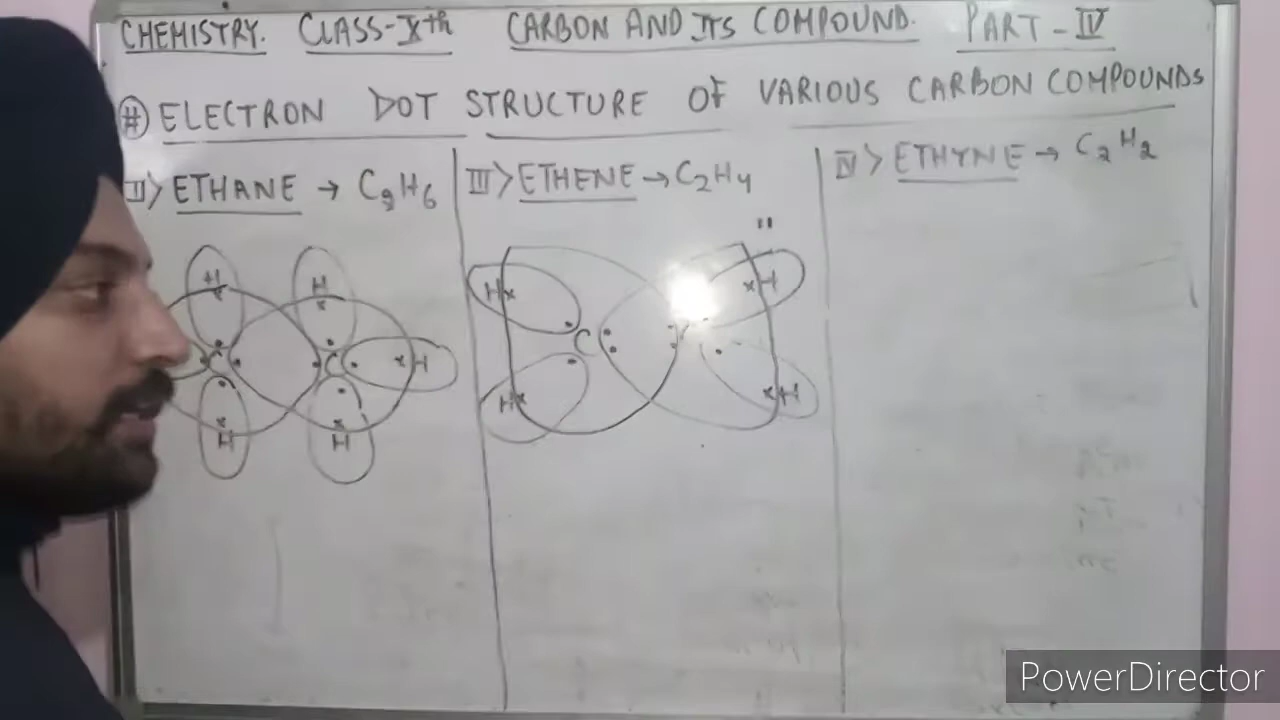 CHEMISTRY. CLASS-Xth CARBON AND ITS COMPOUND. PART-IV
# ELECTRON DOT STRUCTURE OF VARIOUS CARBON COMPOUNDS
II> ETHANE → C2H6
III> ETHENE → C2H4
IV> ETHYNE → C2H2
H H
C C H
H H
H H
C
H H
PowerDirector